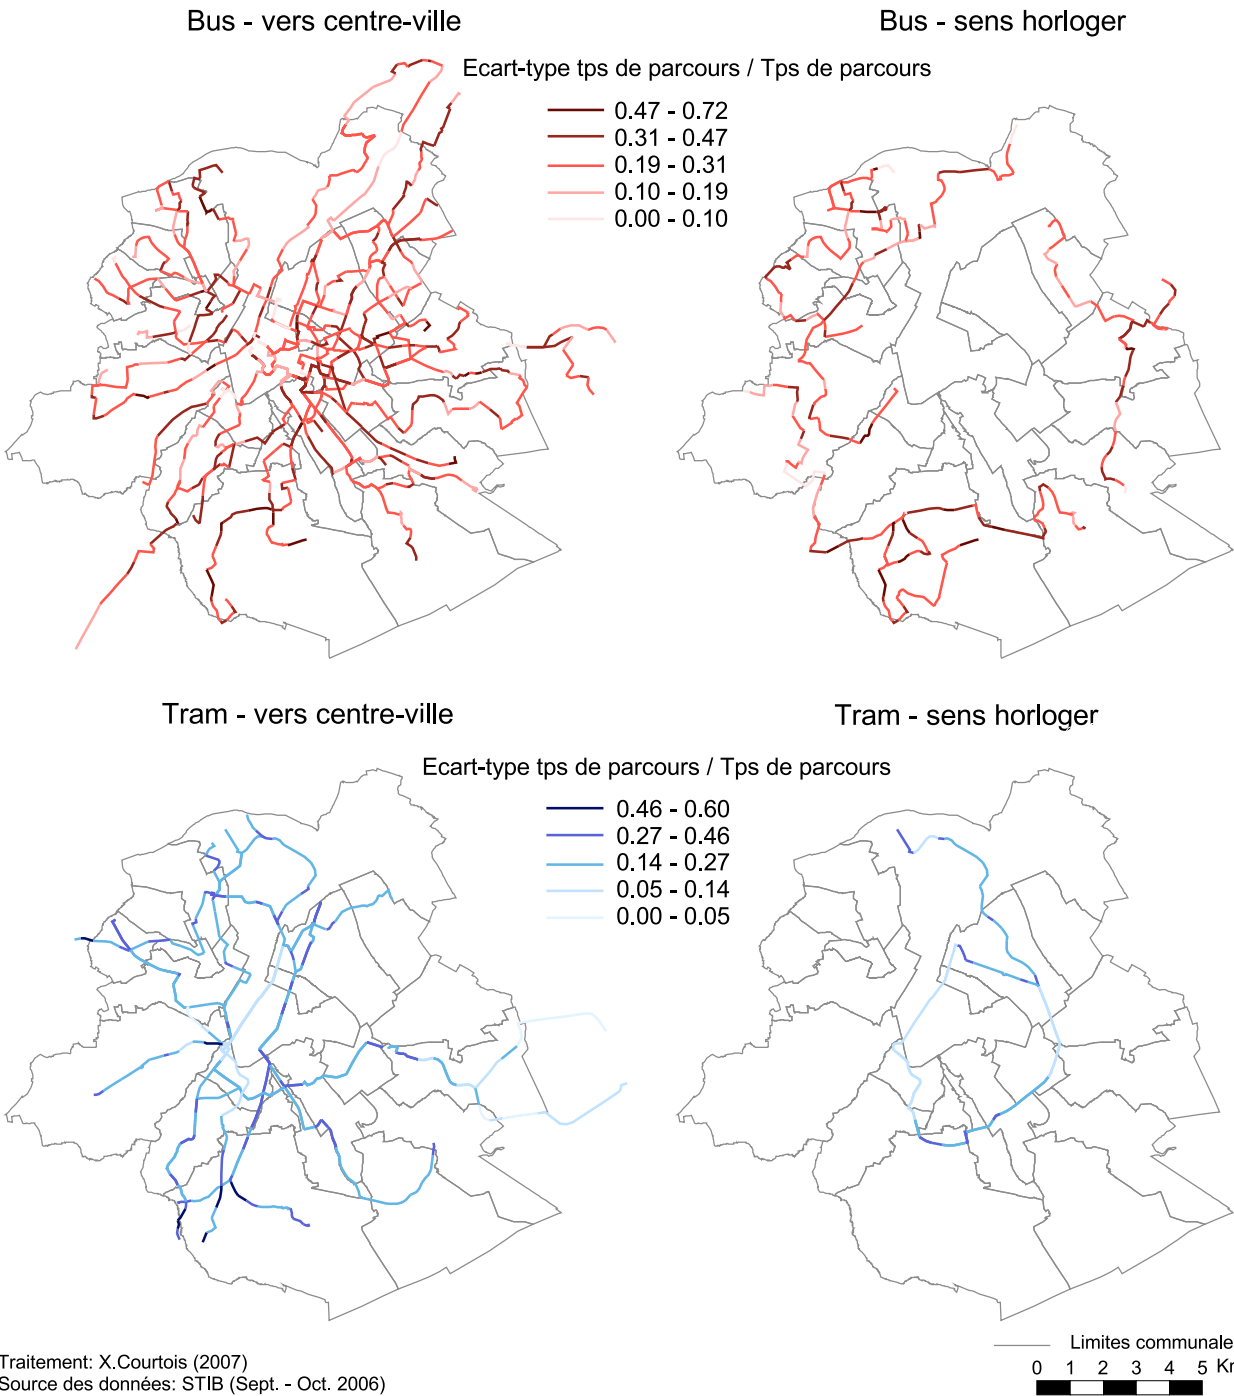 Bus - vers centre-ville
Bus - sens horloger
Ecart-type tps de parcours / Tps de parcours
0.47 - 0.72
0.31 - 0.47
0.19 - 0.31
0.10 - 0.19
0.00 - 0.10
Tram - vers centre-ville
Tram - sens horloger
Ecart-type tps de parcours / Tps de parcours
0.46 - 0.60
0.27 - 0.46
0.14 - 0.27
0.05 - 0.14
0.00 - 0.05
Limites communale
0 1 2 3 4 5 Km
Traitement: X.Courtois (2007)
Source des données: STIB (Sept. - Oct. 2006)